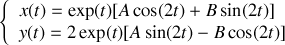 x(t) = exp(t)[A cos(2t) + B sin(2t)]
y(t) = 2 exp(t)[A sin(2t) − B cos(2t)]